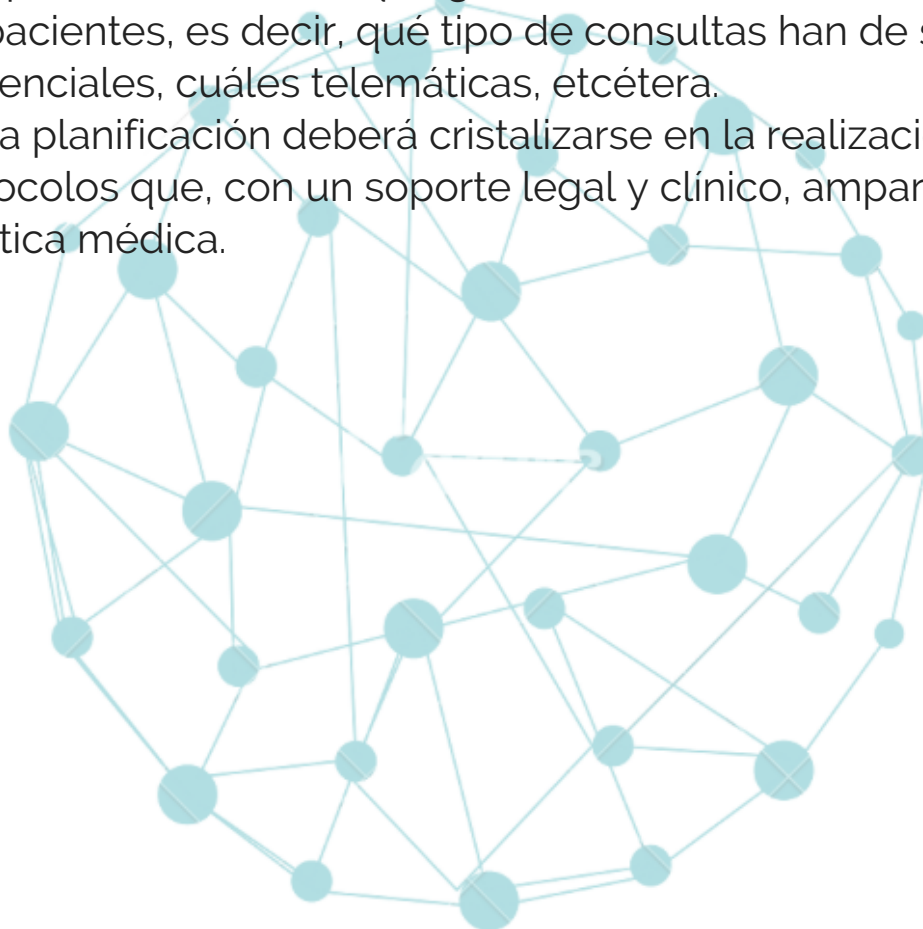 pacientes, es decir, qué tipo de consultas han de s
enciales, cuáles telemáticas, etcétera.
a planificación deberá cristalizarse en la realizaci
ocolos que, con un soporte legal y clínico, ampar
tica médica.